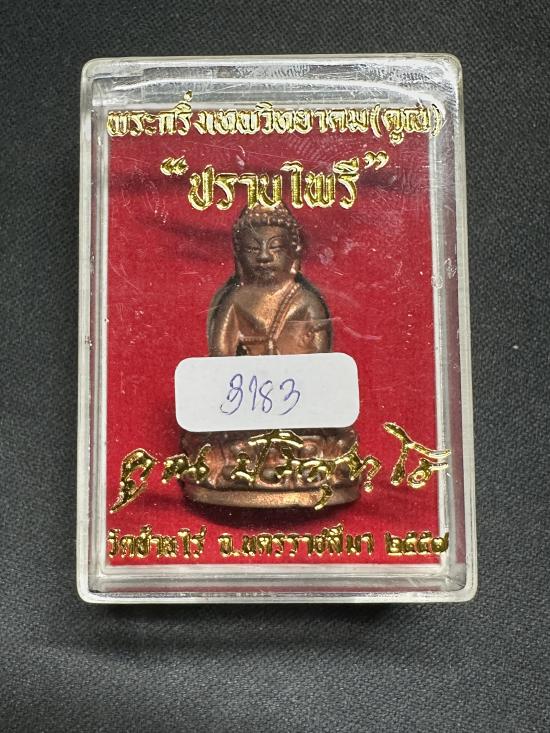 พระกริ่งเทพวิทยาคม(คูณ)
“ปราบไพรี”
3183
คูณ ปริสุทฺโธ
วัดบ้านไร่ จ.นครราชสีมา ๒๕๕๗